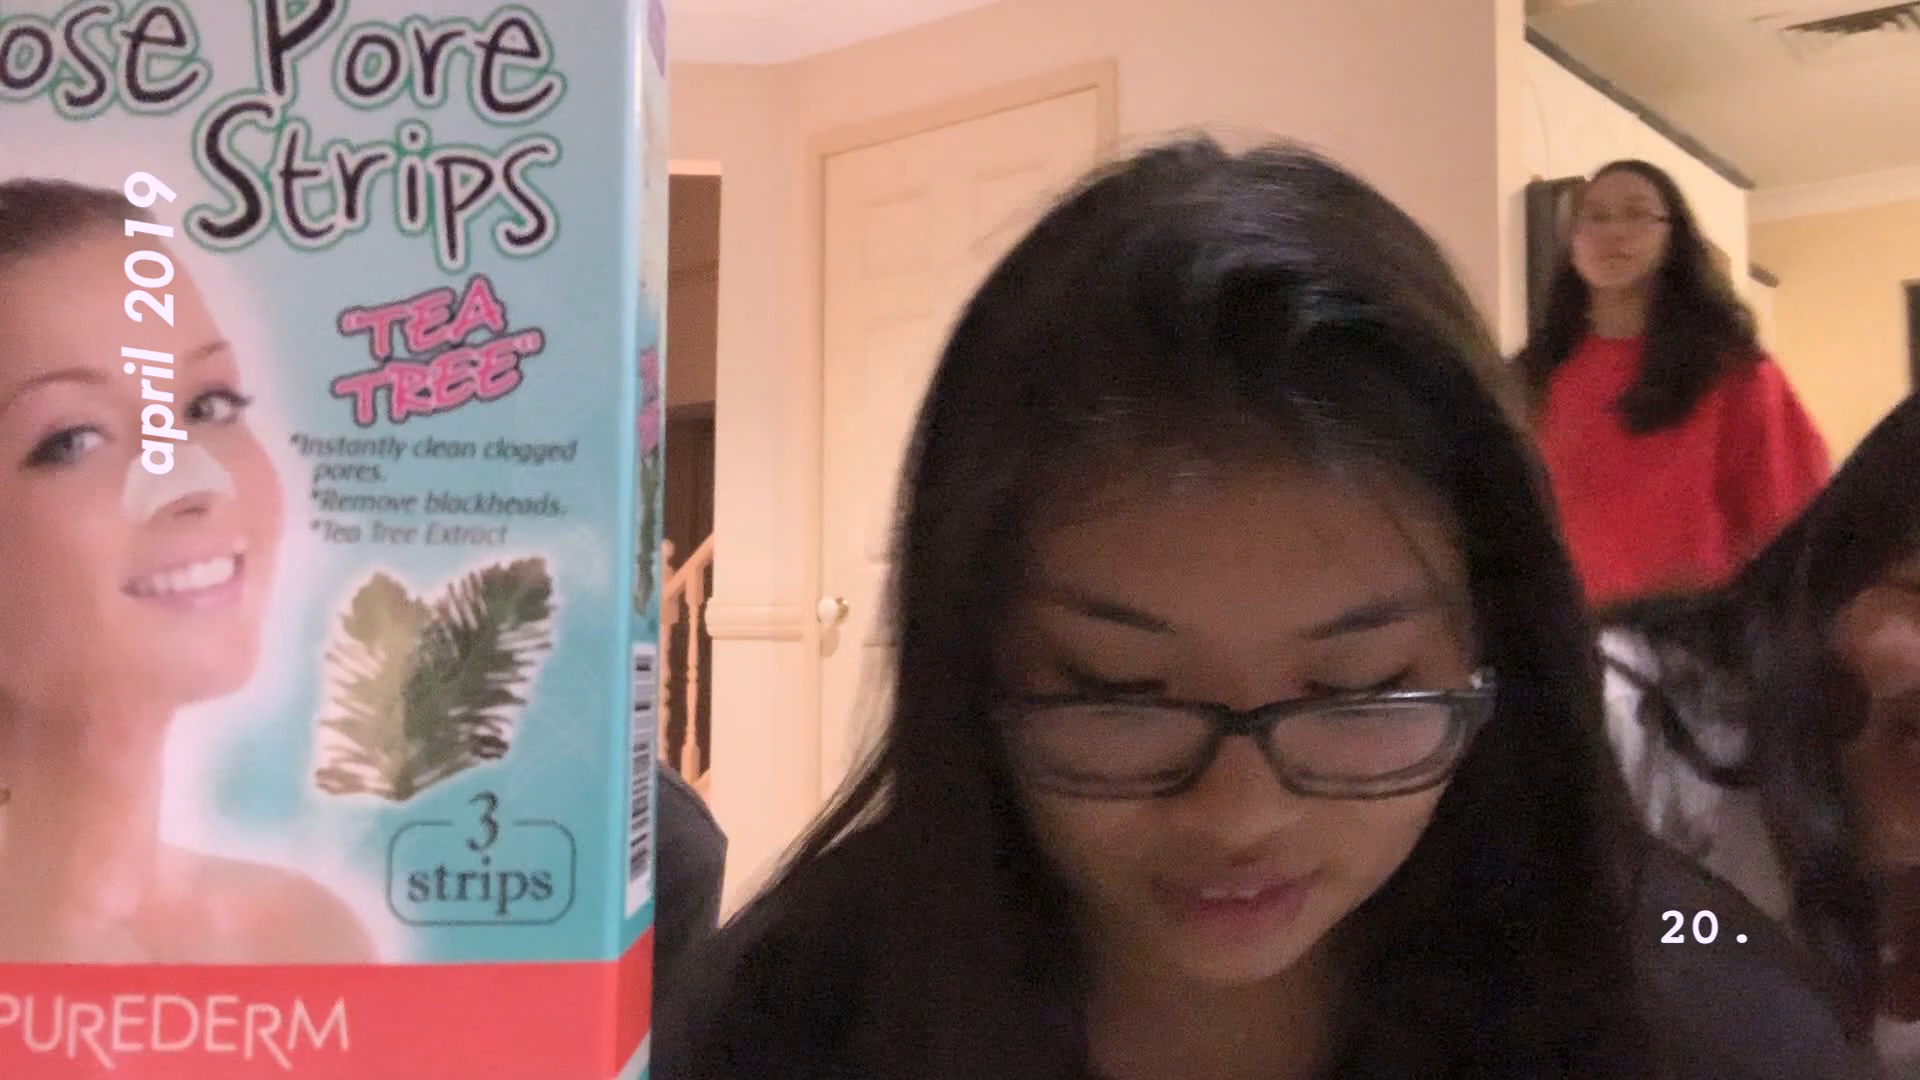 ose Pore
Strips
"TEA
TREE"
*Instantly clean clogged
pores.
*Remove blackheads.
*Tea Tree Extract
3
strips
PUREDERM
april 2019
20 .